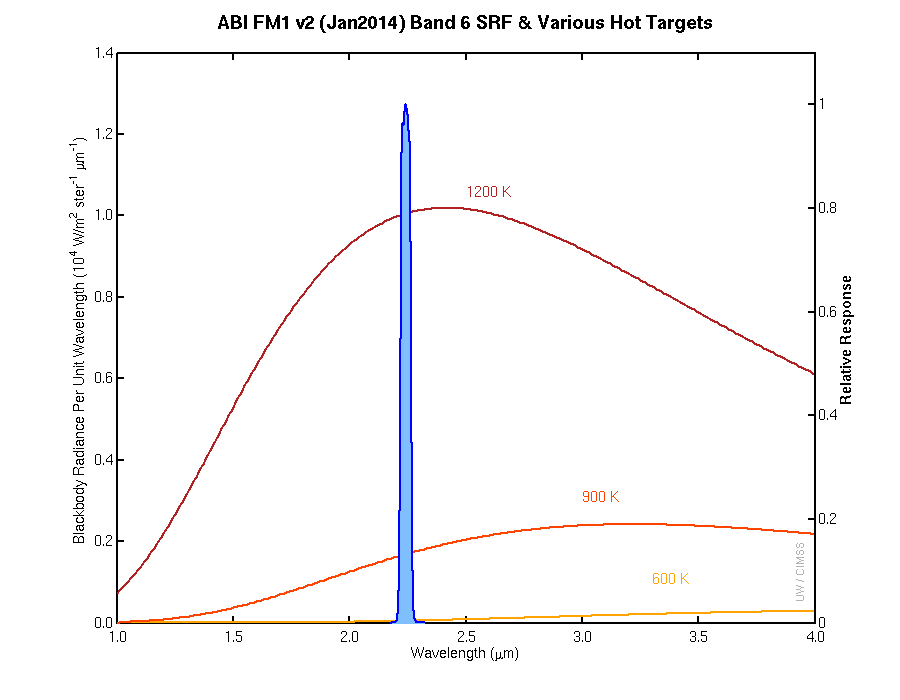 ABI FM1 v2 (Jan2014) Band 6 SRF & Various Hot Targets
1.4
1.2
1.0
0.8
0.6
0.4
0.2
0.0
Blackbody Radiance Per Unit Wavelength (10⁴ W/m² ster⁻¹ µm⁻¹)
1200 K
900 K
600 K
1
0.8
0.6
0.4
0.2
0
Relative Response
UW / CIMSS
1.0 1.5 2.0 2.5 3.0 3.5 4.0
Wavelength (µm)